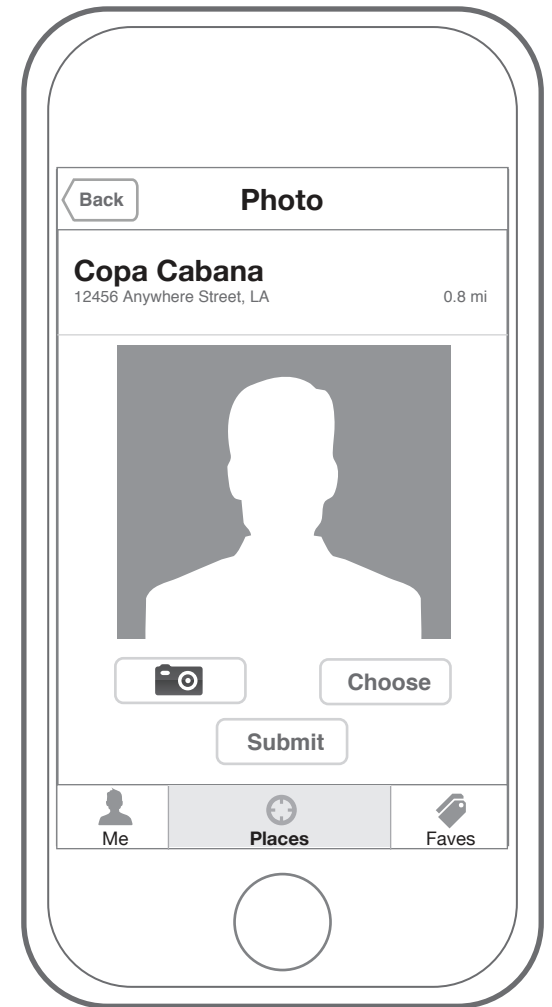 Back
Photo
Copa Cabana
12456 Anywhere Street, LA
0.8 mi
Choose
Submit
Me
Places
Faves